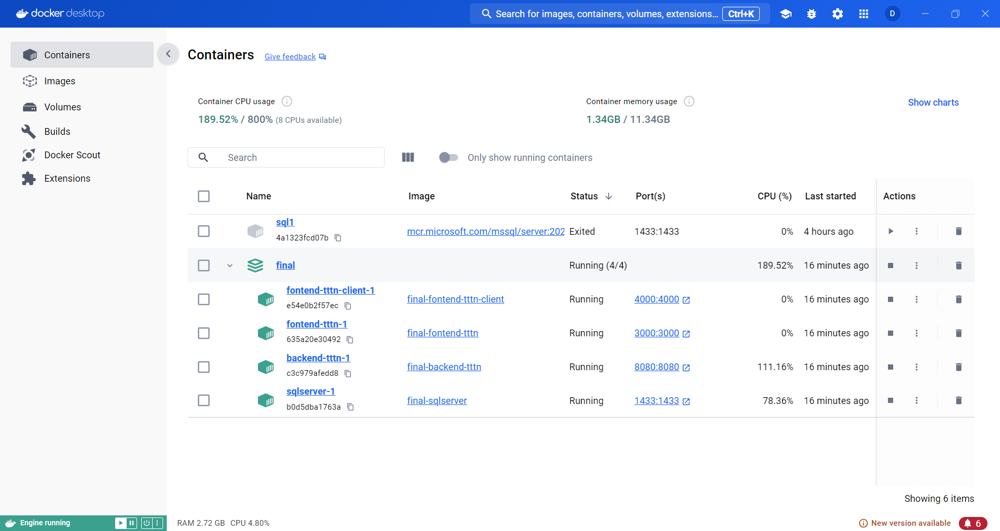 docker desktop
Search for images, containers, volumes, extensions... Ctrl+K
D
Containers
Images
Volumes
Builds
Docker Scout
Extensions
Containers Give feedback
Container CPU usage
189.52% / 800% (8 CPUs available)
Container memory usage
1.34GB / 11.34GB
Show charts
Search
Only show running containers
Name Image Status Port(s) CPU (%) Last started Actions
sql1
4a1323fcd07b
mcr.microsoft.com/mssql/server:202 Exited 1433:1433 0% 4 hours ago
final Running (4/4) 189.52% 16 minutes ago
fontend-tttn-client-1
e54e0b2f57ec
final-fontend-tttn-client Running 4000:4000 0% 16 minutes ago
fontend-tttn-1
635a20e30492
final-fontend-tttn Running 3000:3000 0% 16 minutes ago
backend-tttn-1
c3c979afedd8
final-backend-tttn Running 8080:8080 111.16% 16 minutes ago
sqlserver-1
b0d5dba1763a
final-sqlserver Running 1433:1433 78.36% 16 minutes ago
Showing 6 items
Engine running
RAM 2.72 GB CPU 4.80%
New version available
6